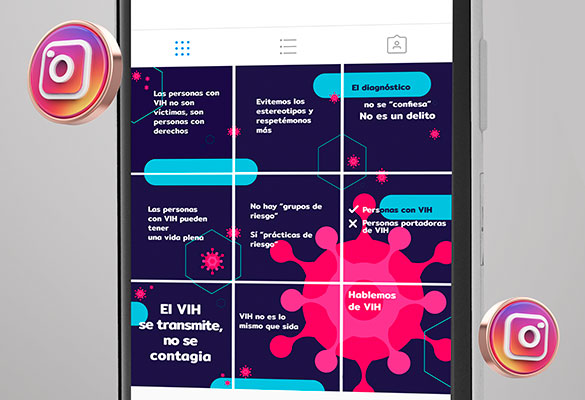 Las personas con
VIH no son
víctimas, son
personas con
derechos
Evitemos los
estereotipos y
respetémonos
más
El diagnóstico
no se "confiesa"
No es un delito
Las personas
con VIH pueden
tener
una vida plena
No hay "grupos de
riesgo"
Sí "prácticas de
riesgo"
Personas con VIH
Personas portadoras
de VIH
El VIH
se transmite,
no se
contagia
VIH no es lo
mismo que sida
Hablemos
de VIH